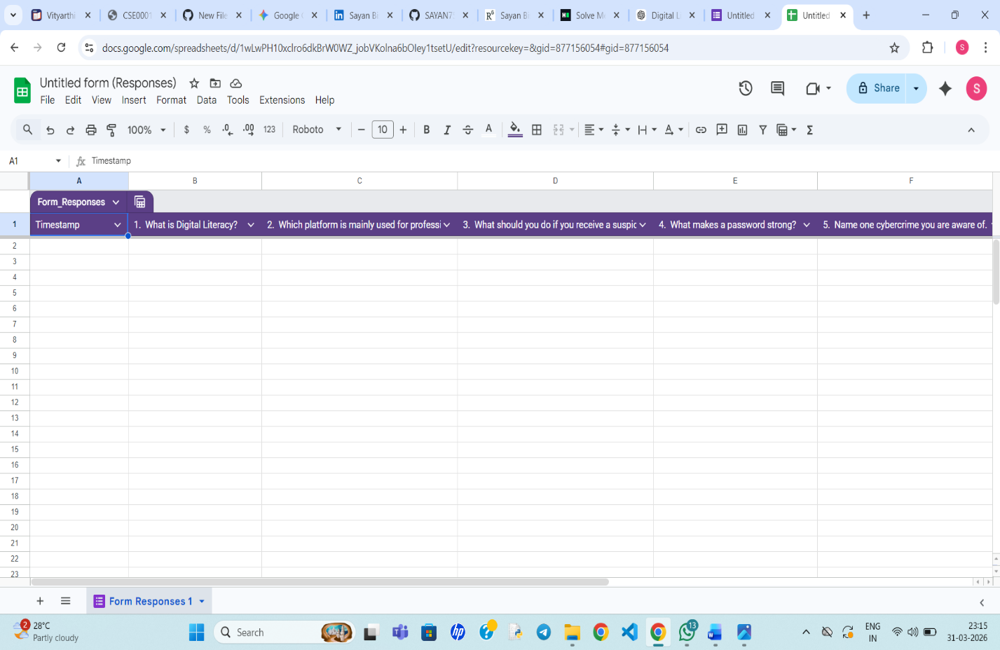 Vityarthi
CSE0001
New File
Google
Sayan Bi
SAYAN7
Sayan Bi
Solve Mo
Digital L
Untitled
Untitled
docs.google.com/spreadsheets/d/1wLwPH10xclro6dkBrW0WZ_jobVKolna6bOIey1tsetU/edit?resourcekey=&gid=877156054#gid=877156054
S
Untitled form (Responses)
File Edit View Insert Format Data Tools Extensions Help
Share
S
100% $ % .0 .00 123 Roboto 10 B I A
A1 fx Timestamp
A B C D E F
Form_Responses
1 Timestamp 1. What is Digital Literacy? 2. Which platform is mainly used for professi 3. What should you do if you receive a suspic 4. What makes a password strong? 5. Name one cybercrime you are aware of.
2
3
4
5
6
7
8
9
10
11
12
13
14
15
16
17
18
19
20
21
22
23
Form Responses 1
2 28°C
Partly cloudy
Search
13
ENG
IN
23:15
31-03-2026